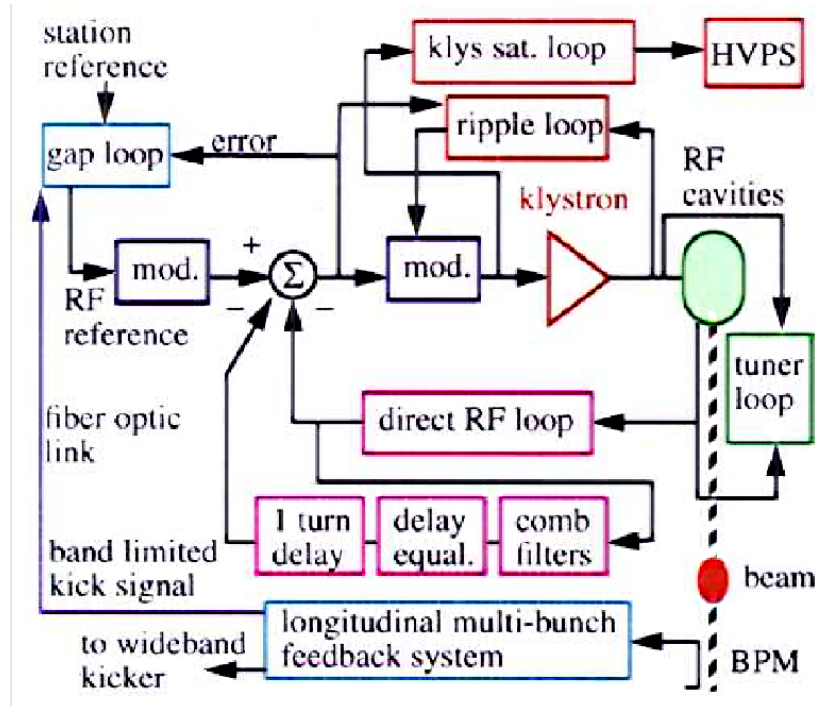 station
reference
klys sat. loop
HVPS
gap loop
error
ripple loop
RF
cavities
klystron
mod.
+
Σ
mod.
−
−
RF
reference
tuner
loop
fiber optic
link
direct RF loop
1 turn
delay
delay
equal.
comb
filters
band limited
kick signal
beam
longitudinal multi-bunch
feedback system
to wideband
kicker
BPM